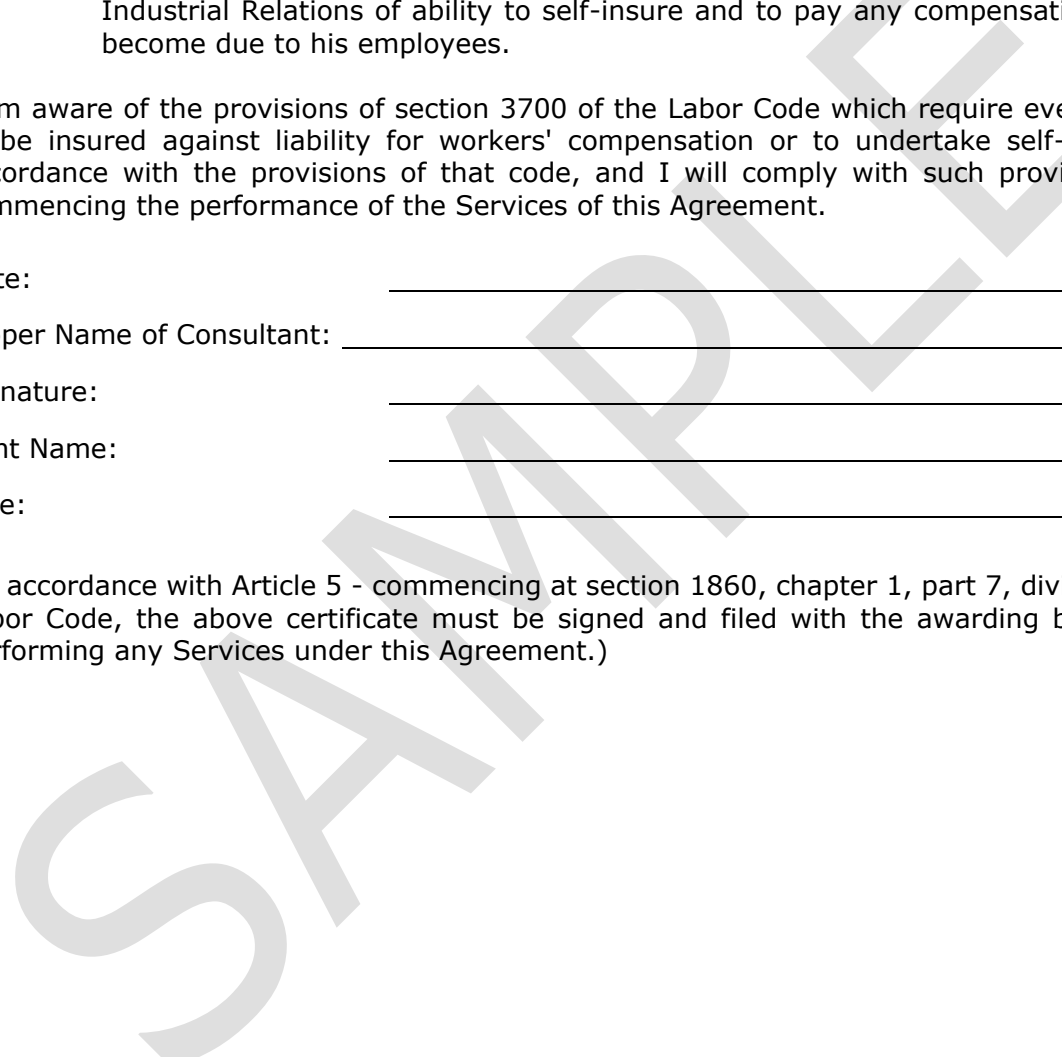 Industrial Relations of ability to self-insure and to pay any compensati
become due to his employees.
m aware of the provisions of section 3700 of the Labor Code which require eve
be insured against liability for workers' compensation or to undertake self-
cordance with the provisions of that code, and I will comply with such provi
mmencing the performance of the Services of this Agreement.
te:
per Name of Consultant:
nature:
nt Name:
e:
accordance with Article 5 - commencing at section 1860, chapter 1, part 7, div
bor Code, the above certificate must be signed and filed with the awarding b
rforming any Services under this Agreement.)
SAMPLE